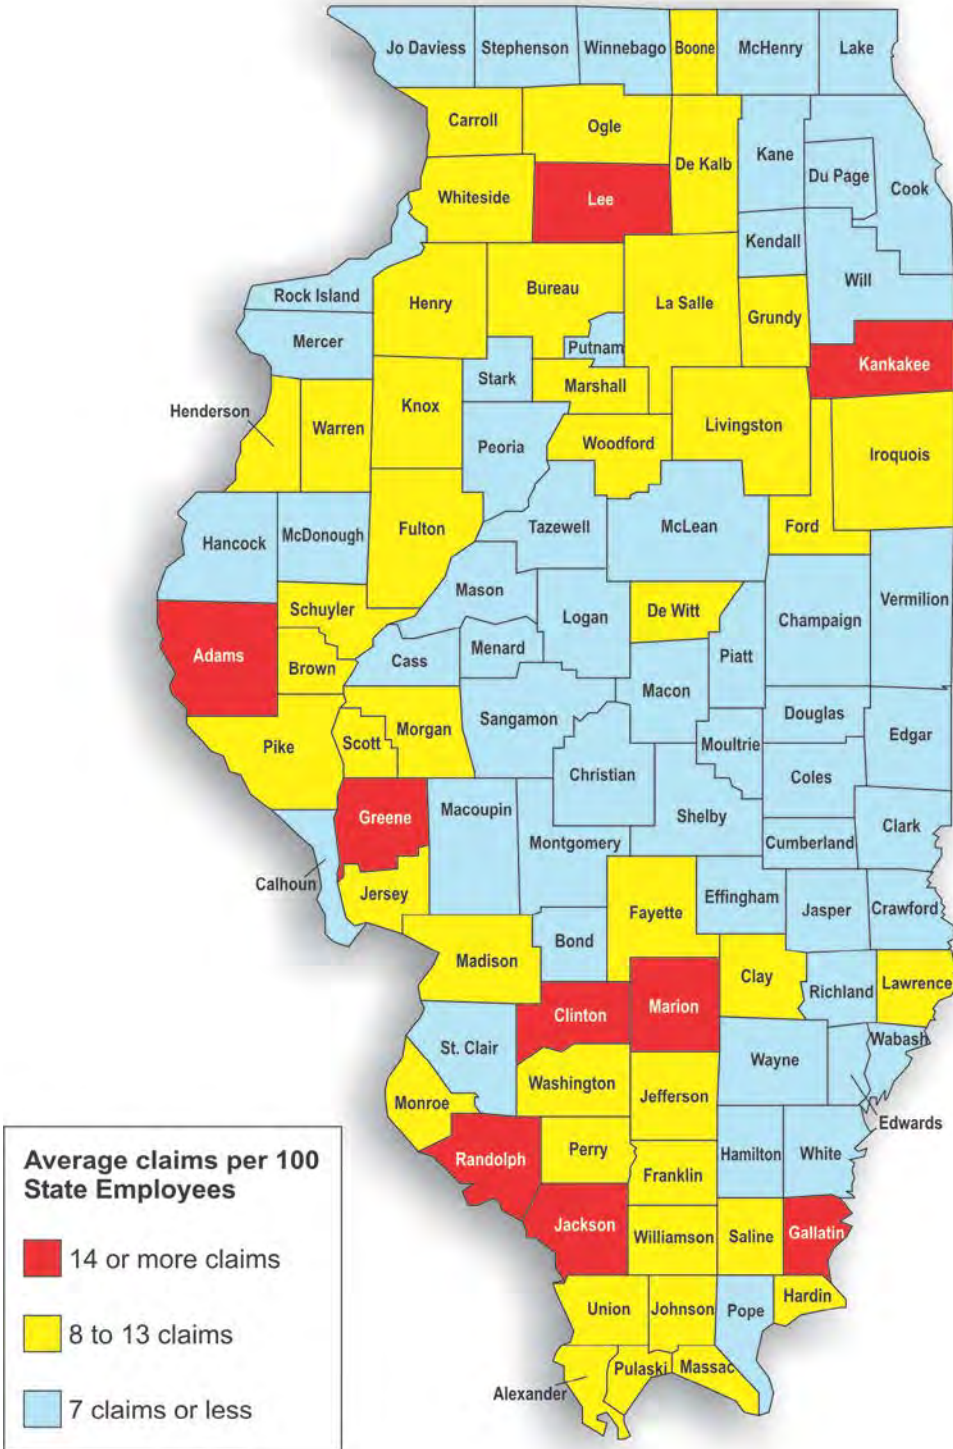 Jo Daviess
Stephenson
Winnebago
Boone
McHenry
Lake
Carroll
Ogle
De Kalb
Kane
Du Page
Cook
Whiteside
Lee
Kendall
Will
Rock Island
Henry
Bureau
La Salle
Grundy
Mercer
Putnam
Kankakee
Stark
Marshall
Henderson
Warren
Knox
Peoria
Woodford
Livingston
Iroquois
Hancock
McDonough
Fulton
Tazewell
McLean
Ford
Mason
Schuyler
Logan
De Witt
Champaign
Vermilion
Adams
Brown
Cass
Menard
Piatt
Macon
Pike
Scott
Morgan
Sangamon
Douglas
Moultrie
Edgar
Christian
Coles
Greene
Macoupin
Shelby
Montgomery
Cumberland
Clark
Calhoun
Jersey
Fayette
Effingham
Jasper
Crawford
Bond
Madison
Clay
Richland
Lawrence
Clinton
Marion
St. Clair
Wayne
Wabash
Washington
Jefferson
Monroe
Edwards
Randolph
Perry
Franklin
Hamilton
White
Jackson
Williamson
Saline
Gallatin
Union
Johnson
Pope
Hardin
Pulaski
Massac
Alexander
Average claims per 100
State Employees
14 or more claims
8 to 13 claims
7 claims or less